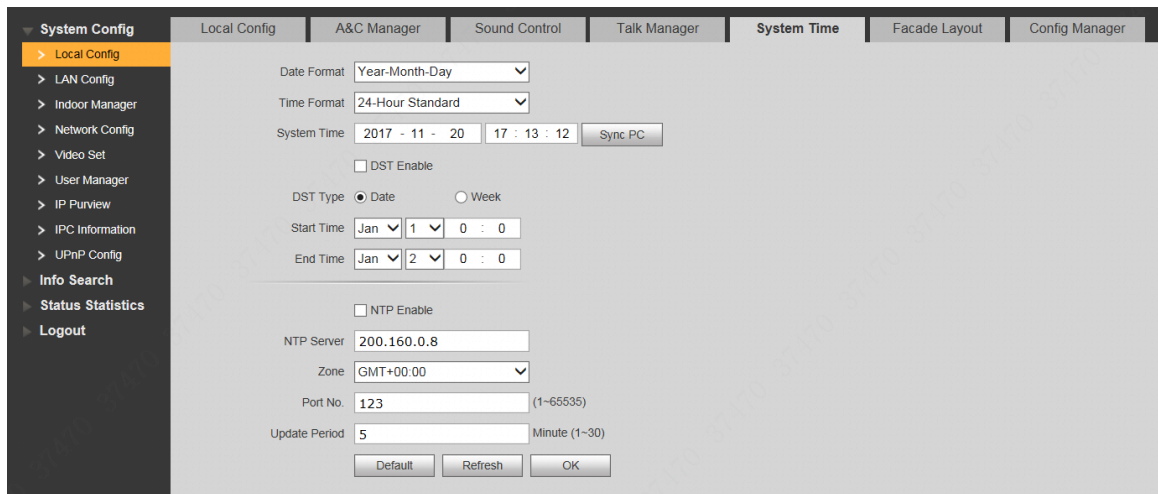 System Config
Local Config
LAN Config
Indoor Manager
Network Config
Video Set
User Manager
IP Purview
IPC Information
UPnP Config
Info Search
Status Statistics
Logout
Local Config A&C Manager Sound Control Talk Manager System Time Facade Layout Config Manager
Date Format Year-Month-Day
Time Format 24-Hour Standard
System Time 2017 - 11 - 20 17 : 13 : 12 Sync PC
DST Enable
DST Type Date Week
Start Time Jan 1 0 : 0
End Time Jan 2 0 : 0
NTP Enable
NTP Server 200.160.0.8
Zone GMT+00:00
Port No. 123 (1~65535)
Update Period 5 Minute (1~30)
Default Refresh OK